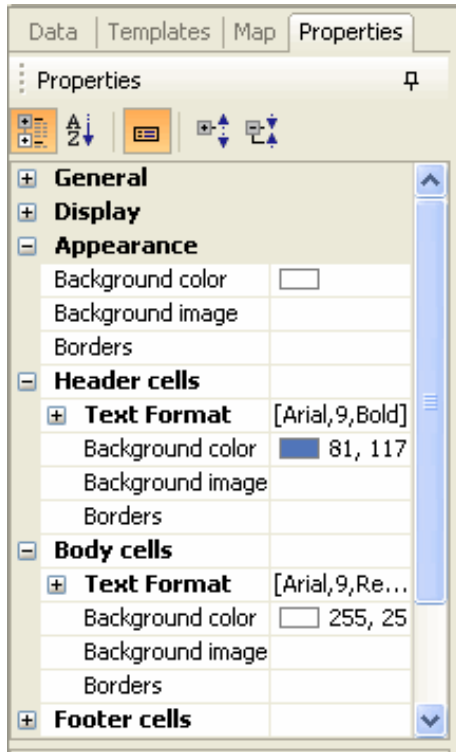 Data Templates Map Properties
Properties
A
Z
General
Display
Appearance
Background color
Background image
Borders
Header cells
Text Format [Arial,9,Bold]
Background color 81, 117
Background image
Borders
Body cells
Text Format [Arial,9,Re...
Background color 255, 25
Background image
Borders
Footer cells